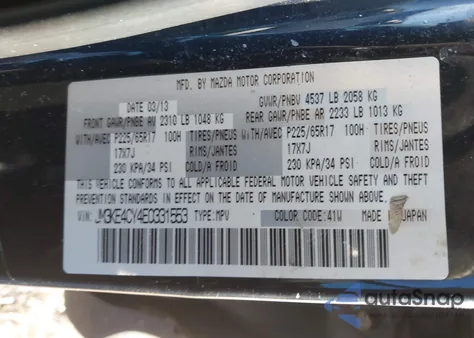 MFD. BY MAZDA MOTOR CORPORATION
DATE 03/13 GVWR/PNBV 4537 LB 2058 KG
FRONT GAWR/PNBE AV 2310 LB 1048 KG REAR GAWR/PNBE AR 2233 LB 1013 KG
WITH/AVEC P225/65R17 100H TIRES/PNEUS WITH/AVEC P225/65R17 100H TIRES/PNEUS
17X7J RIMS/JANTES 17X7J RIMS/JANTES
230 KPA/34 PSI COLD/A FROID 230 KPA/34 PSI COLD/A FROID
THIS VEHICLE CONFORMS TO ALL APPLICABLE FEDERAL MOTOR VEHICLE SAFETY AND
THEFT PREVENTION STANDARDS IN EFFECT ON THE DATE OF MANUFACTURE SHOWN ABOVE.
VIN: JM3KE4CY4E0331553 TYPE: MPV COLOR CODE: 41W MADE IN JAPAN
autoSnap